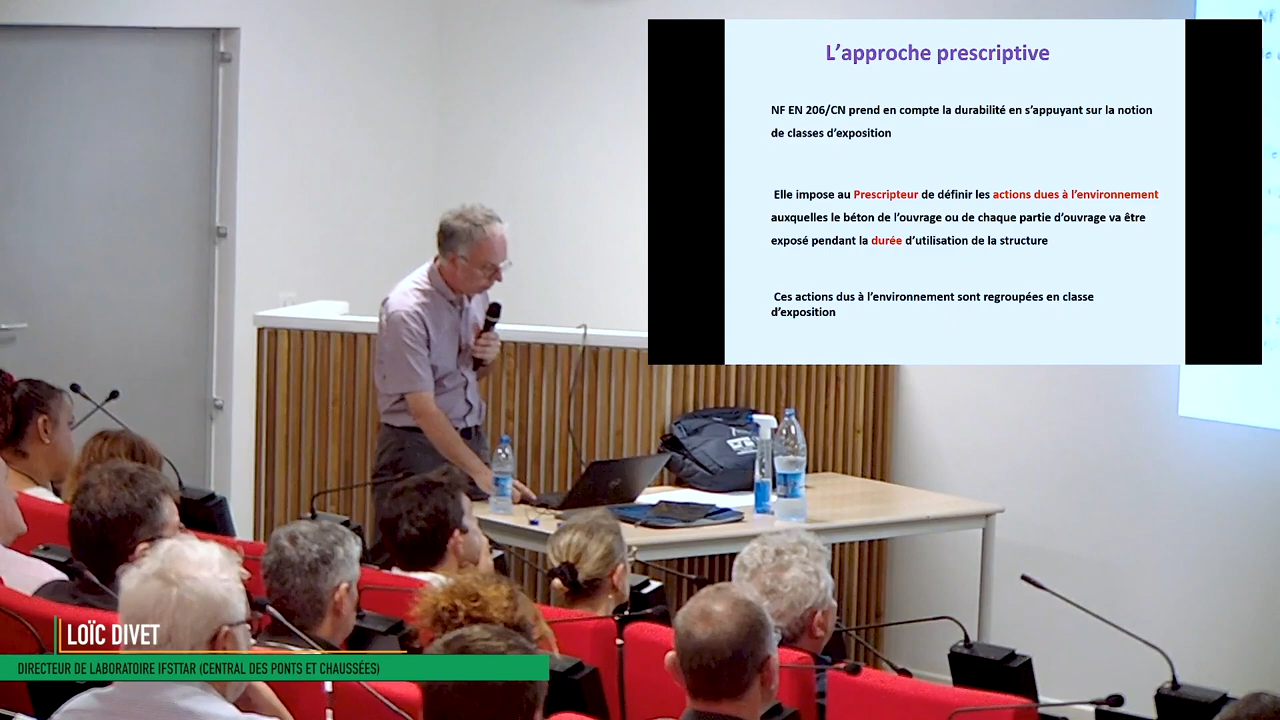 L'approche prescriptive
NF EN 206/CN prend en compte la durabilité en s'appuyant sur la notion
de classes d'exposition
Elle impose au Prescripteur de définir les actions dues à l'environnement
auxquelles le béton de l'ouvrage ou de chaque partie d'ouvrage va être
exposé pendant la durée d'utilisation de la structure
Ces actions dus à l'environnement sont regroupées en classe
d'exposition
NF
LOÏC DIVET
DIRECTEUR DE LABORATOIRE IFSTTAR (CENTRAL DES PONTS ET CHAUSSÉES)